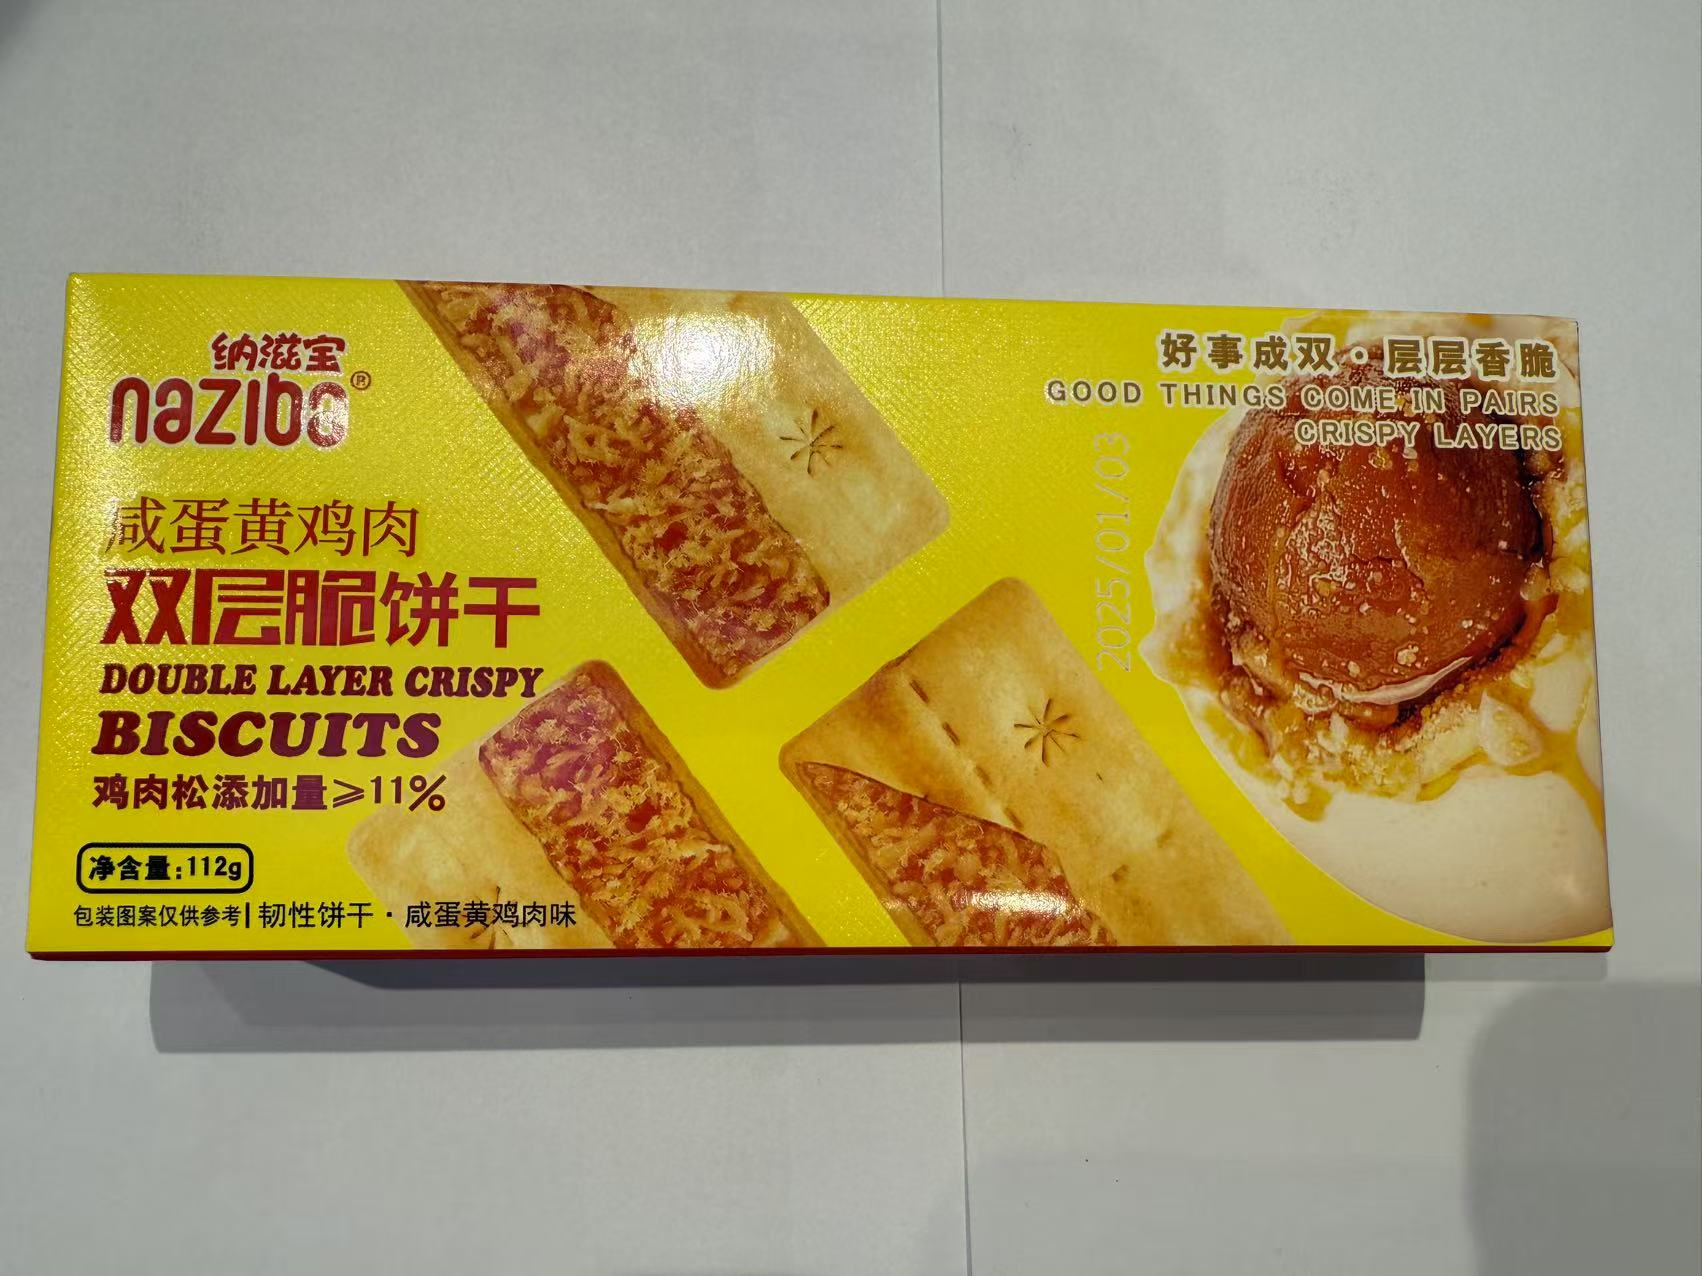 纳滋宝
nazibo®
咸蛋黄鸡肉
双层脆饼干
DOUBLE LAYER CRISPY
BISCUITS
鸡肉松添加量≥11%
净含量:112g
包装图案仅供参考| 韧性饼干·咸蛋黄鸡肉味
好事成双·层层香脆
GOOD THINGS COME IN PAIRS
CRISPY LAYERS
2025/01/03